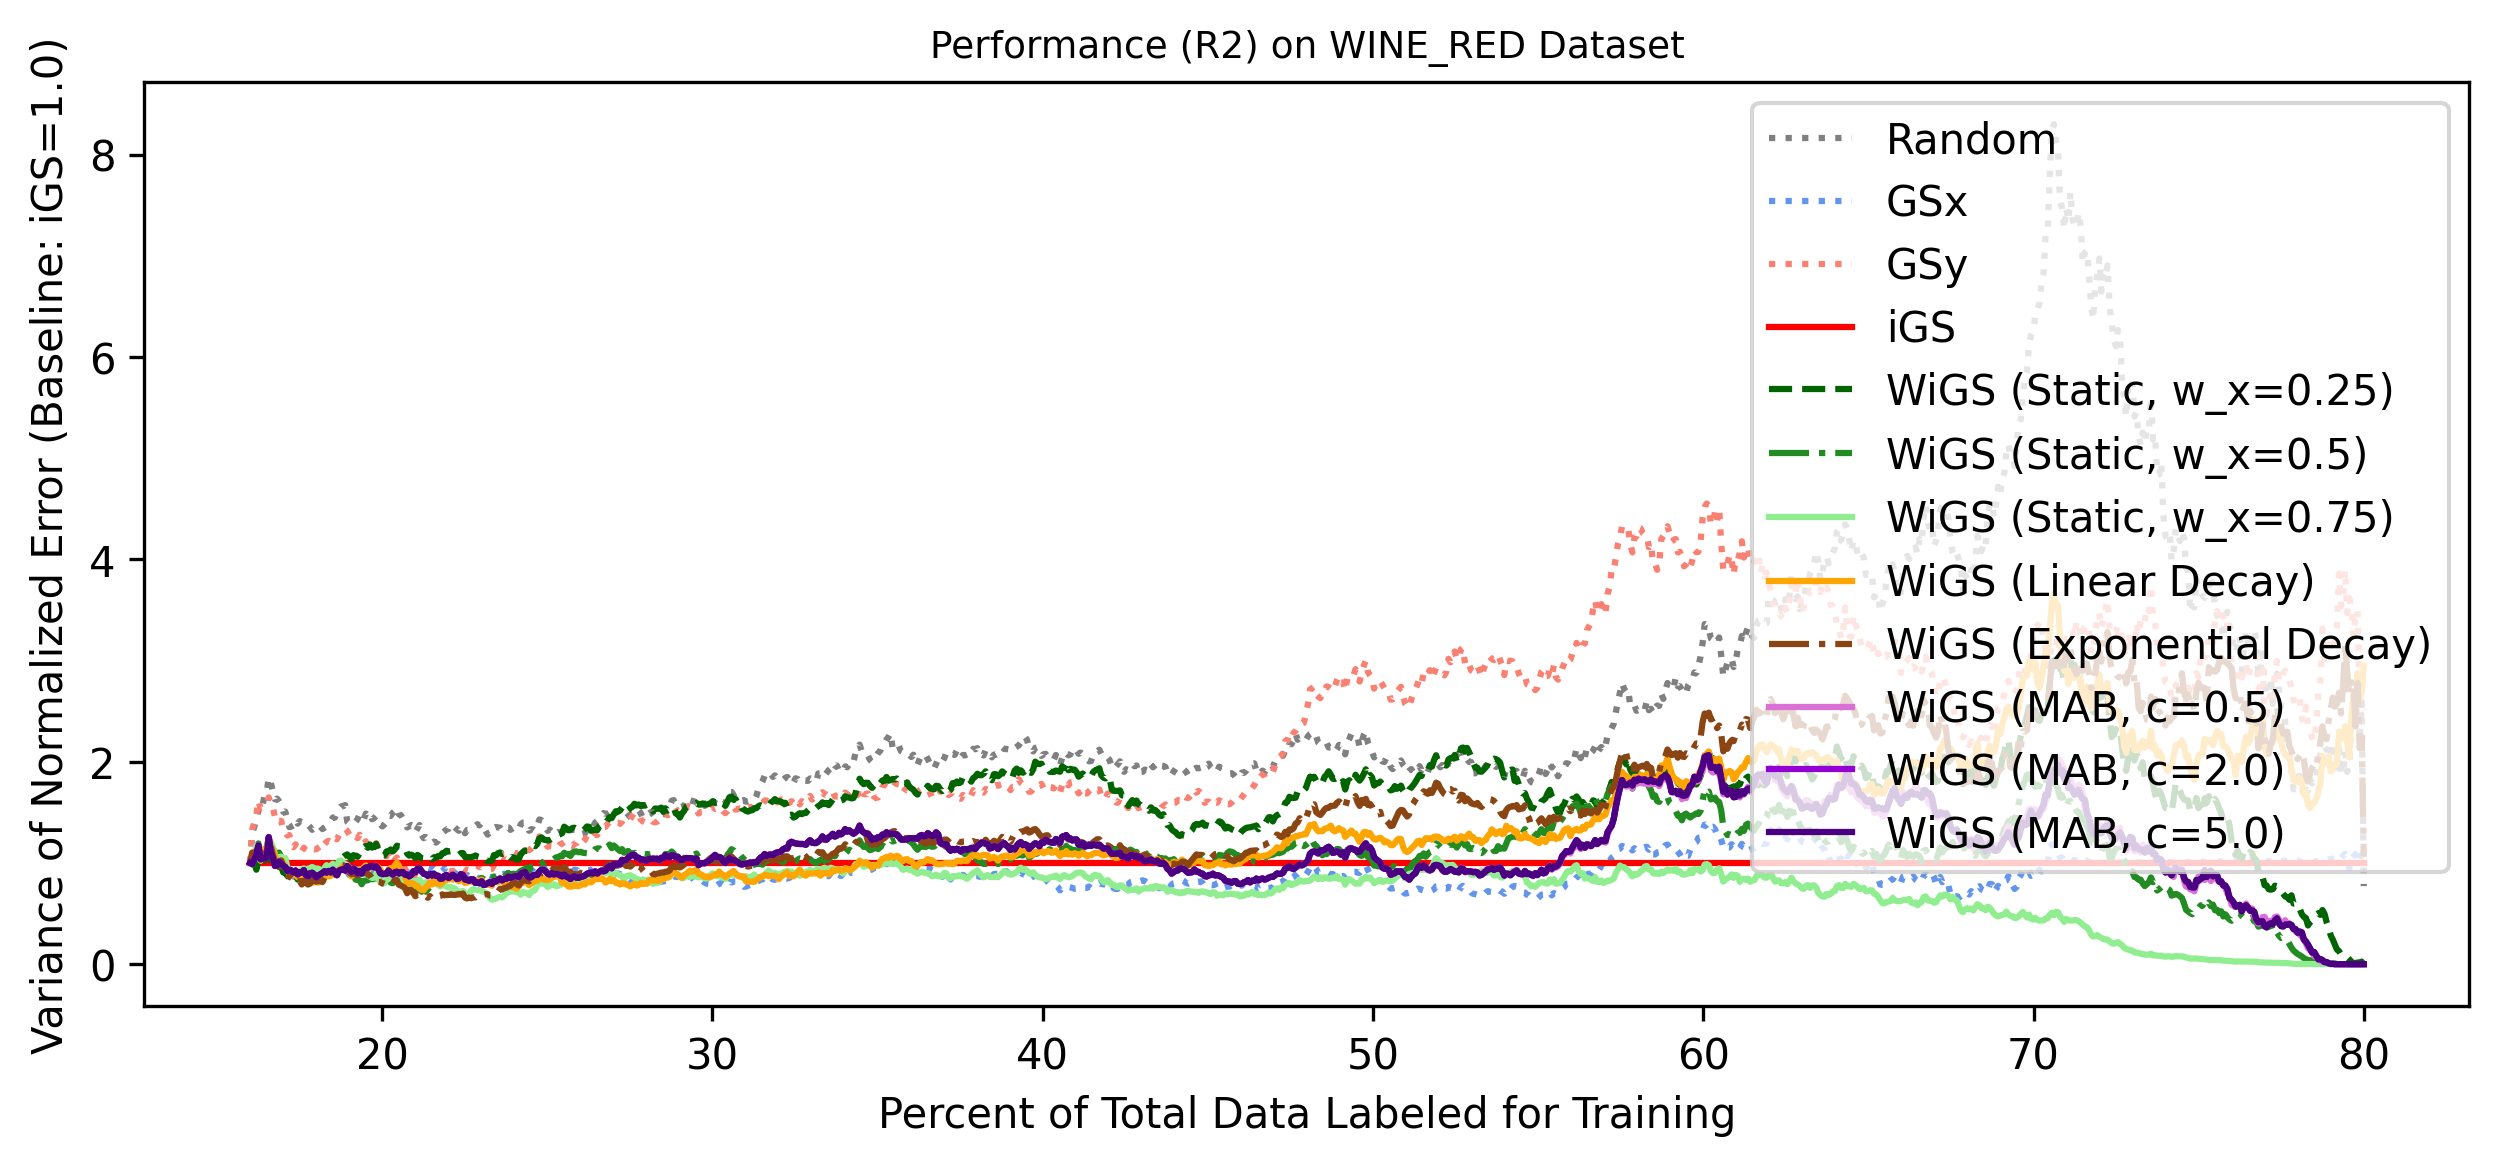 Performance (R2) on WINE_RED Dataset
Variance of Normalized Error (Baseline: iGS=1.0)
8
6
4
2
0
Random
GSx
GSy
iGS
WiGS (Static, w_x=0.25)
WiGS (Static, w_x=0.5)
WiGS (Static, w_x=0.75)
WiGS (Linear Decay)
WiGS (Exponential Decay)
WiGS (MAB, c=0.5)
WiGS (MAB, c=2.0)
WiGS (MAB, c=5.0)
20 30 40 50 60 70 80
Percent of Total Data Labeled for Training